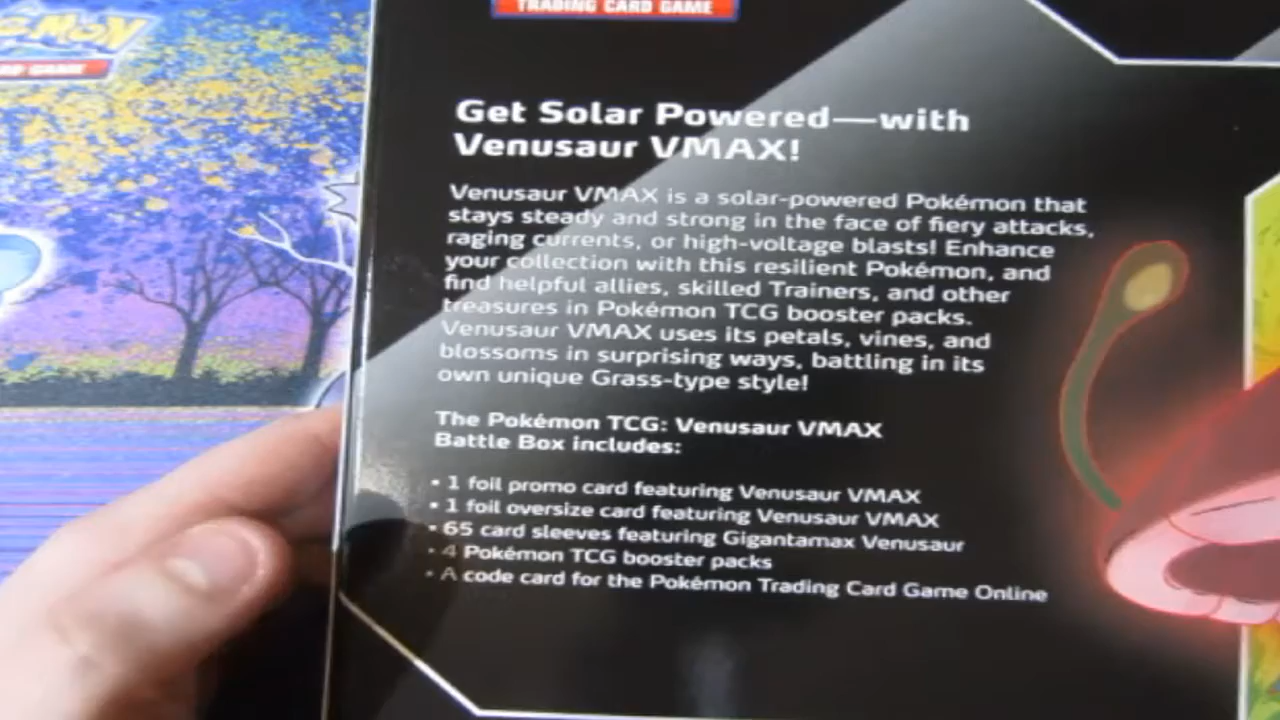 TRADING CARD GAME
Get Solar Powered—with
Venusaur VMAX!
Venusaur VMAX is a solar-powered Pokémon that
stays steady and strong in the face of fiery attacks,
raging currents, or high-voltage blasts! Enhance
your collection with this resilient Pokémon, and
find helpful allies, skilled Trainers, and other
treasures in Pokémon TCG booster packs.
Venusaur VMAX uses its petals, vines, and
blossoms in surprising ways, battling in its
own unique Grass-type style!
The Pokémon TCG: Venusaur VMAX
Battle Box includes:
• 1 foil promo card featuring Venusaur VMAX
• 1 foil oversize card featuring Venusaur VMAX
• 65 card sleeves featuring Gigantamax Venusaur
• 4 Pokémon TCG booster packs
• A code card for the Pokémon Trading Card Game Online